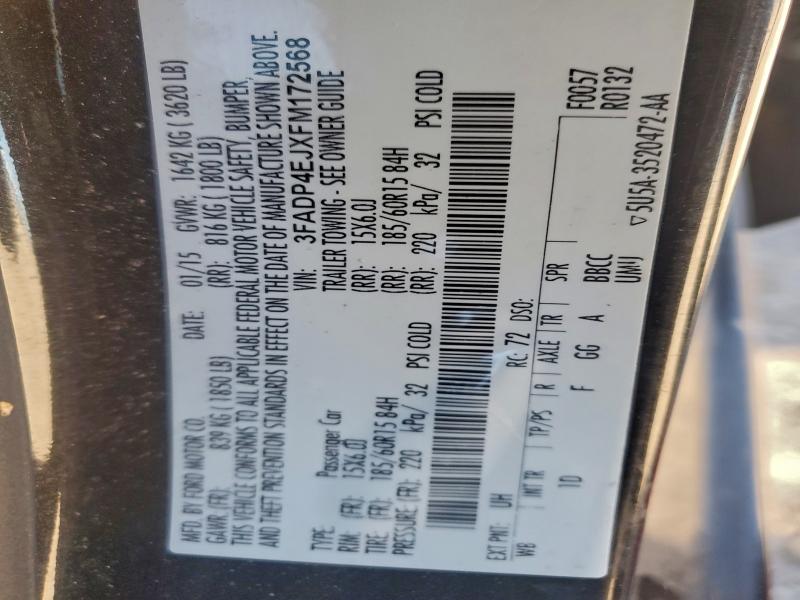 MFD. BY FORD MOTOR CO. DATE: 01/15 GVWR: 1642 KG ( 3620 LB)
GAWR: (FR): 839 KG ( 1850 LB) (RR): 816 KG ( 1800 LB)
THIS VEHICLE CONFORMS TO ALL APPLICABLE FEDERAL MOTOR VEHICLE SAFETY, BUMPER,
AND THEFT PREVENTION STANDARDS IN EFFECT ON THE DATE OF MANUFACTURE SHOWN ABOVE.
VIN: 3FADP4EJXFM172568
TYPE: Passenger Car TRAILER TOWING - SEE OWNER GUIDE
RIM: (FR): 15X6.0J (RR): 15X6.0J
TIRE: (FR): 185/60R15 84H (RR): 185/60R15 84H
PRESSURE (FR): 220 kPa/ 32 PSI COLD (RR): 220 kPa/ 32 PSI COLD
EXT PNT: UH RC: 72 DSO: F0057
WB INT TR TP/PS R AXLE TR SPR R0132
1D F GG A BBCC
UMIJ ▽5U5A-3520472-AA